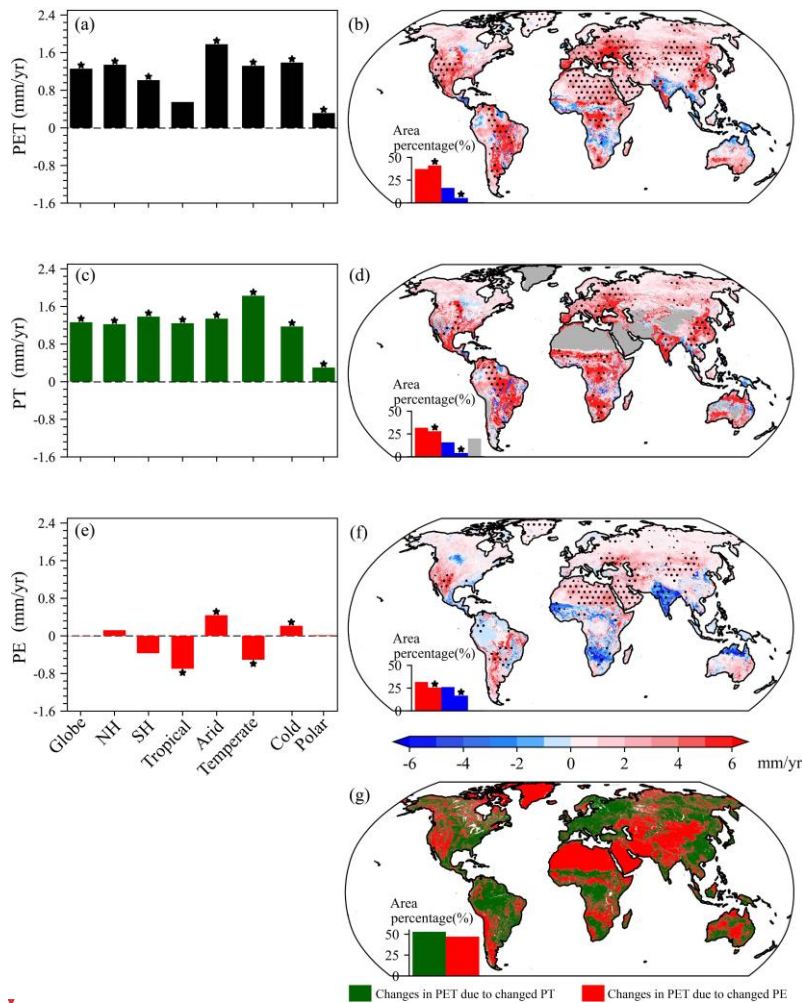 (a)
PET (mm/yr)
2.4
1.6
0.8
0
-0.8
-1.6
(b)
Area
percentage(%)
50
25
0
(c)
PT (mm/yr)
2.4
1.6
0.8
0
-0.8
-1.6
(d)
Area
percentage(%)
50
25
0
(e)
PE (mm/yr)
2.4
1.6
0.8
0
-0.8
-1.6
Globe
NH
SH
Tropical
Arid
Temperate
Cold
Polar
(f)
Area
percentage(%)
50
25
0
-6 -4 -2 0 2 4 6 mm/yr
(g)
Area
percentage(%)
50
25
0
Changes in PET due to changed PT
Changes in PET due to changed PE